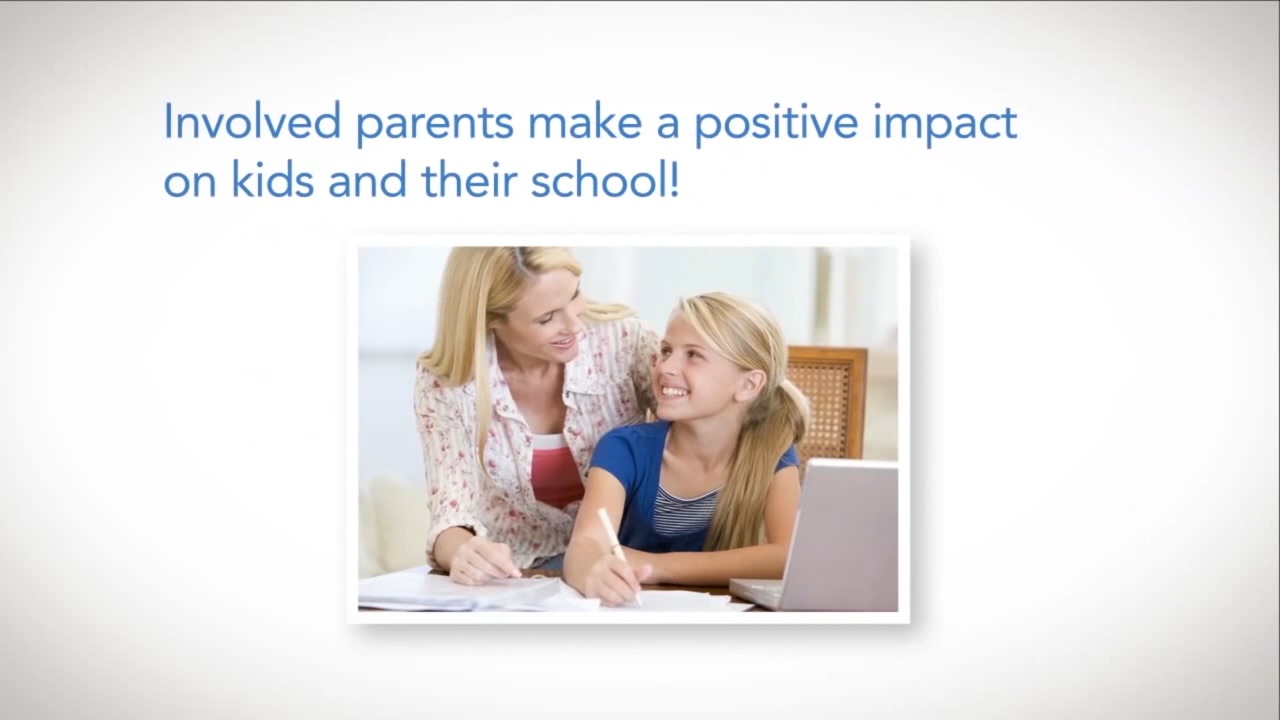 Involved parents make a positive impact
on kids and their school!